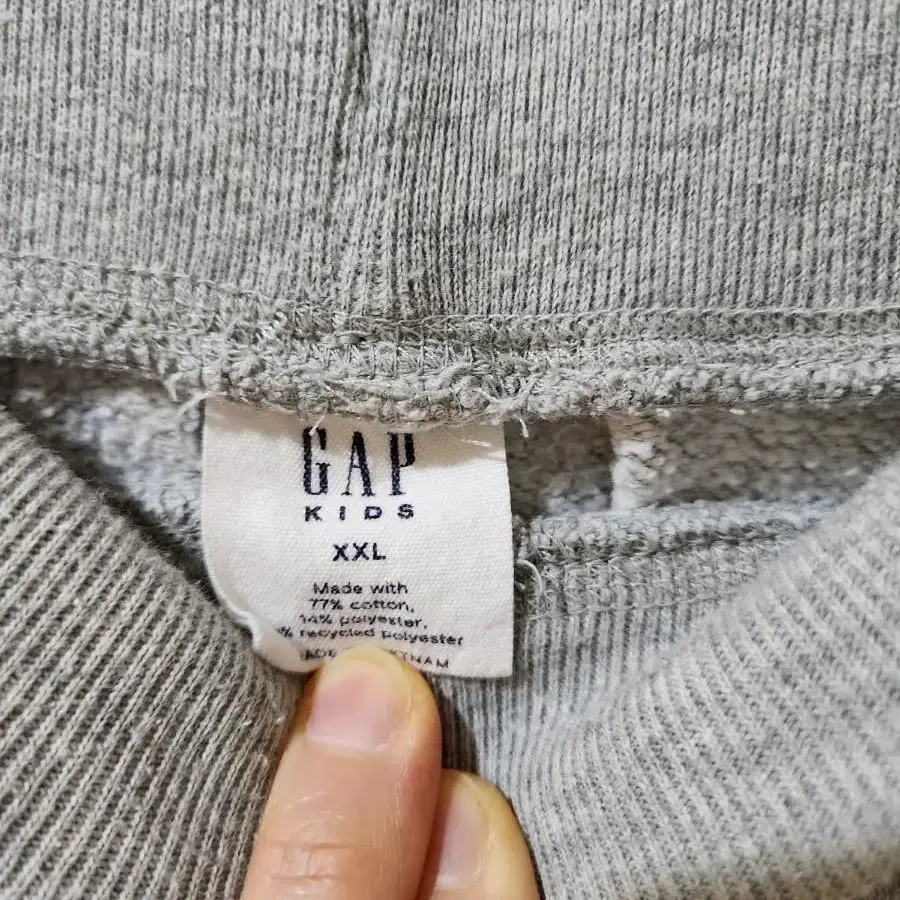 GAP
KIDS
XXL
Made with
77% cotton,
14% polyester,
% recycled polyester